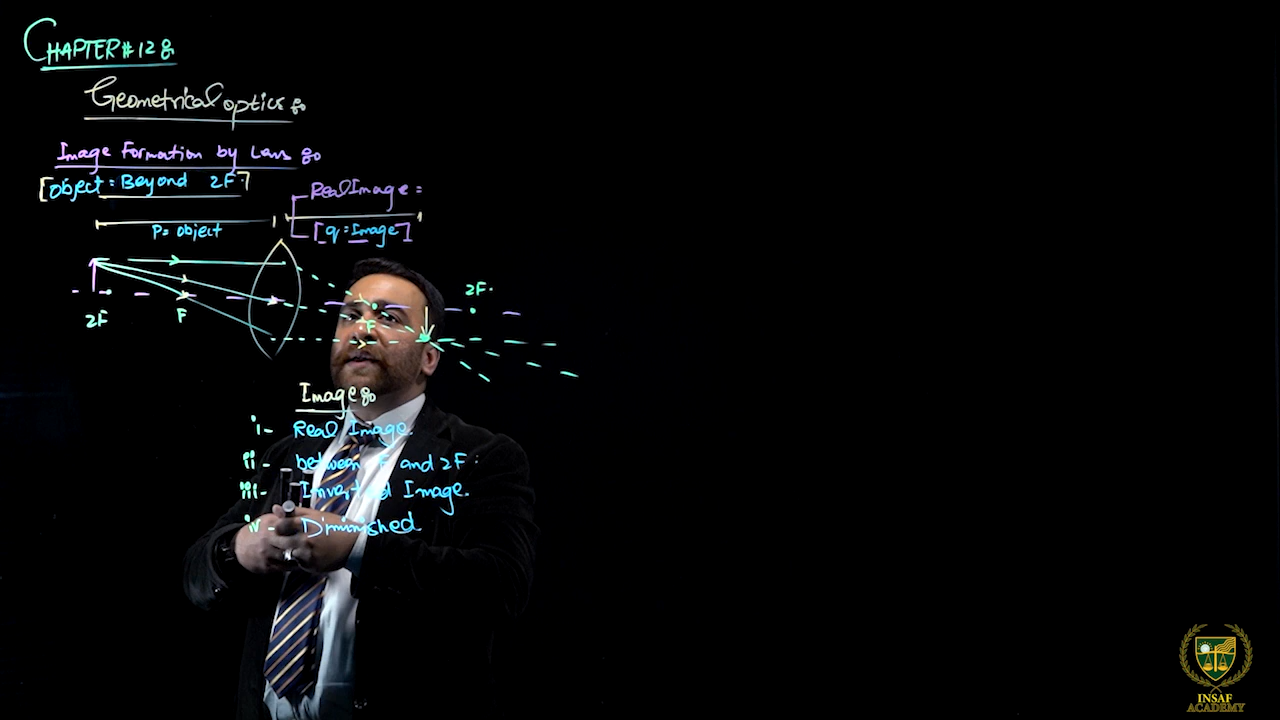 CHAPTER # 12 :
Geometrical optics :
Image Formation by Lens :
[object = Beyond 2F]
Real Image =
P = object
[q = Image]
2F
F
F
2F
Image :
i- Real Image.
ii- between F and 2F.
iii- Inverted Image.
iv- Diminished
INSAF
ACADEMY